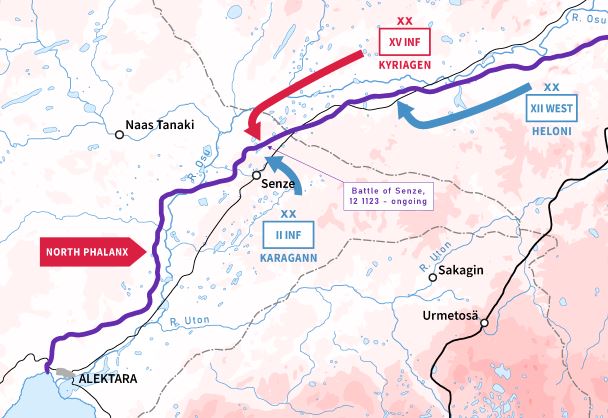 R. Osu
XX
XV INF
KYRIAGEN
XX
XII WEST
HELONI
Naas Tanaki
R. Osu
Senze
Battle of Senze,
12 1123 - ongoing
XX
II INF
KARAGANN
NORTH PHALANX
R. Uton
Sakagin
Urmetosä
R. Uton
ALEKTARA